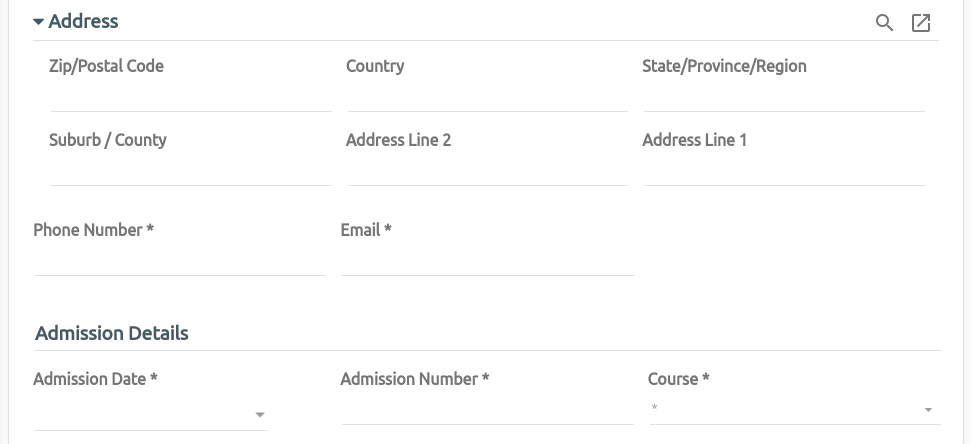 Address
Zip/Postal Code Country State/Province/Region
Suburb / County Address Line 2 Address Line 1
Phone Number * Email *
Admission Details
Admission Date * Admission Number * Course *
*